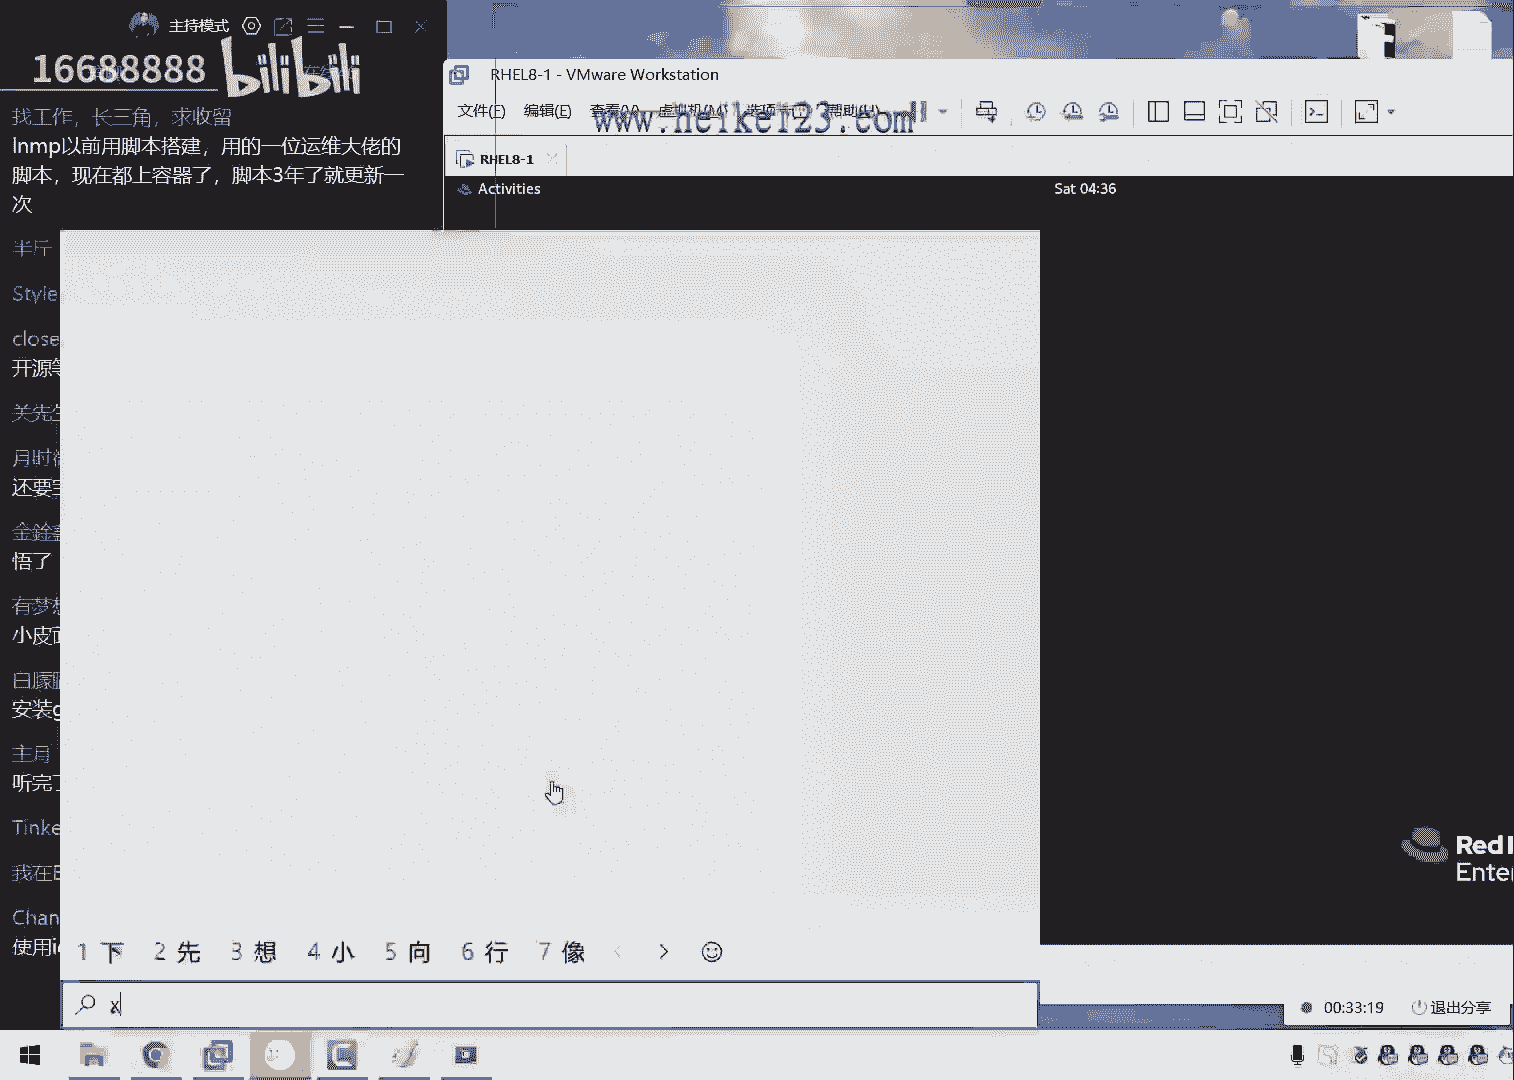 主持模式
16688888
bilibili
找工作，长三角，求收留
lnmp以前用脚本搭建，用的一位运维大佬的
脚本，现在都上容器了，脚本3年了就更新一
次
半斤
Style
close
开源
关先
月时
还要
悟了
有梦想
小皮
安装g
主月
听完了
Tinke
我在
Chan
使用i
RHEL8-1 - VMware Workstation
文件(F) 编辑(E) 查看(V) 虚拟机(M) 选项卡(T) 帮助(H)
www.heike123.com
RHEL8-1
Activities
Sat 04:36
Red
Enter
1 下 2 先 3 想 4 小 5 向 6 行 7 像
x
00:33:19 退出分享